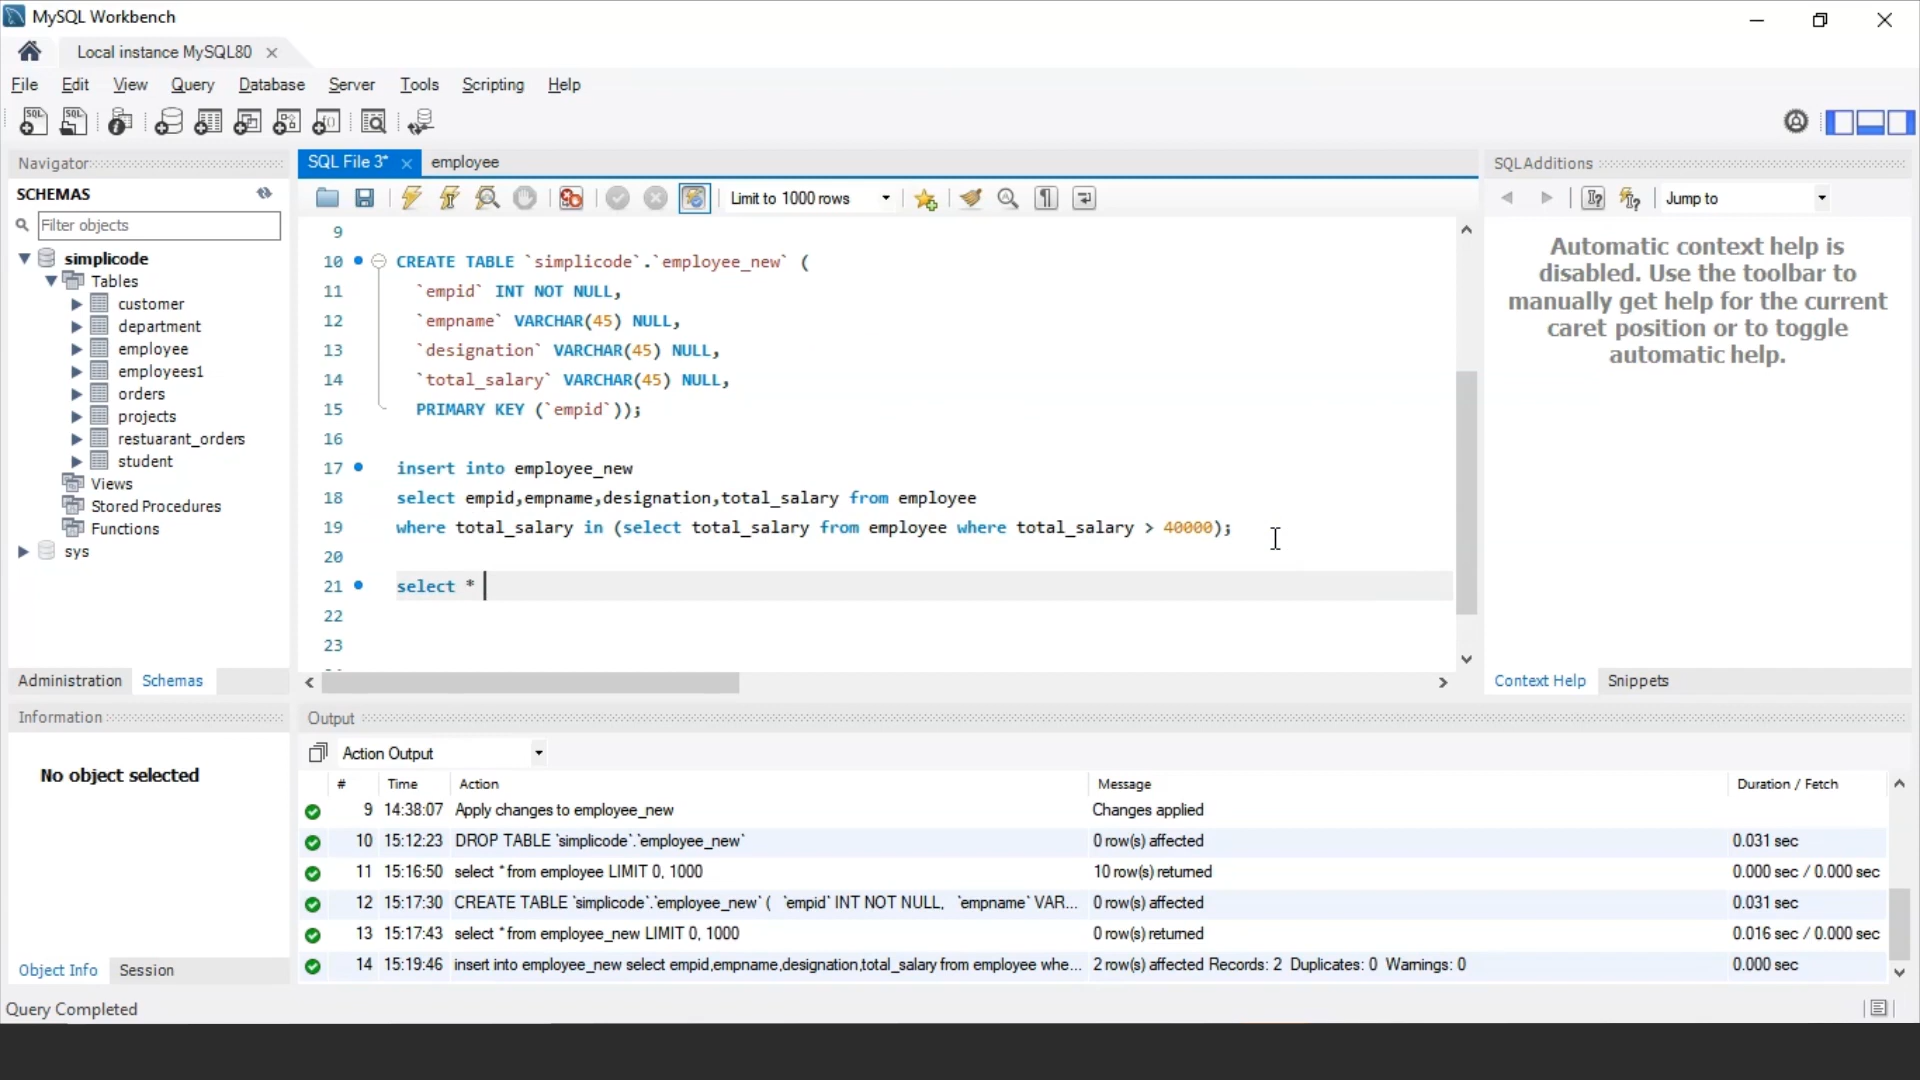 MySQL Workbench
Local instance MySQL80
File Edit View Query Database Server Tools Scripting Help
Navigator
SCHEMAS
Filter objects
simplicode
Tables
customer
department
employee
employees1
orders
projects
restuarant_orders
student
Views
Stored Procedures
Functions
sys
Administration Schemas
Information
No object selected
Object Info Session
SQL File 3* employee
Limit to 1000 rows
9
10 CREATE TABLE `simplicode`.`employee_new` (
11 `empid` INT NOT NULL,
12 `empname` VARCHAR(45) NULL,
13 `designation` VARCHAR(45) NULL,
14 `total_salary` VARCHAR(45) NULL,
15 PRIMARY KEY (`empid`));
16
17 insert into employee_new
18 select empid,empname,designation,total_salary from employee
19 where total_salary in (select total_salary from employee where total_salary > 40000);
20
21 select *
22
23
SQLAdditions
Jump to
Automatic context help is
disabled. Use the toolbar to
manually get help for the current
caret position or to toggle
automatic help.
Context Help Snippets
Output
Action Output
# Time Action Message Duration / Fetch
9 14:38:07 Apply changes to employee_new Changes applied
10 15:12:23 DROP TABLE `simplicode`.`employee_new` 0 row(s) affected 0.031 sec
11 15:16:50 select * from employee LIMIT 0, 1000 10 row(s) returned 0.000 sec / 0.000 sec
12 15:17:30 CREATE TABLE `simplicode`.`employee_new` ( `empid` INT NOT NULL, `empname` VAR... 0 row(s) affected 0.031 sec
13 15:17:43 select * from employee_new LIMIT 0, 1000 0 row(s) returned 0.016 sec / 0.000 sec
14 15:19:46 insert into employee_new select empid,empname,designation,total_salary from employee whe... 2 row(s) affected Records: 2 Duplicates: 0 Warnings: 0 0.000 sec
Query Completed